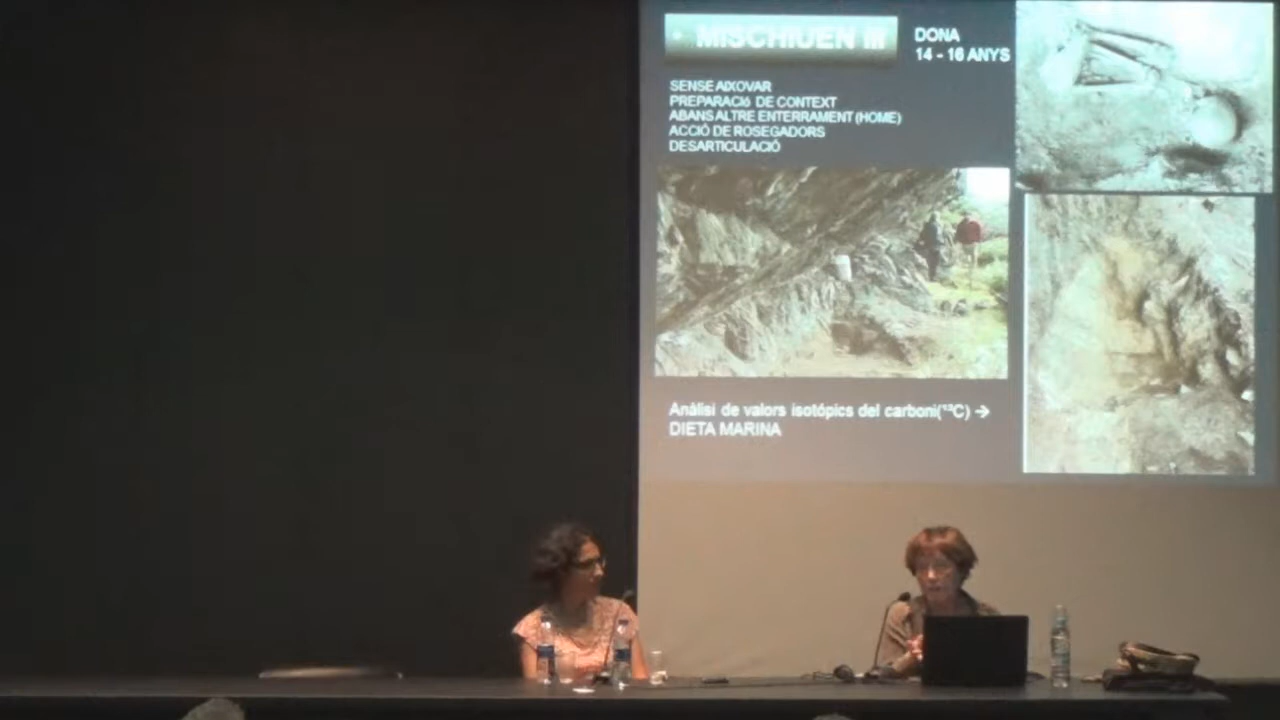 • MISCHIUEN III
DONA
14 - 16 ANYS
SENSE AIXOVAR
PREPARACIó DE CONTEXT
ABANS ALTRE ENTERRAMENT (HOME)
ACCIÓ DE ROSEGADORS
DESARTICULACIÓ
Anàlisi de valors isotópics del carboni(¹³C) →
DIETA MARINA